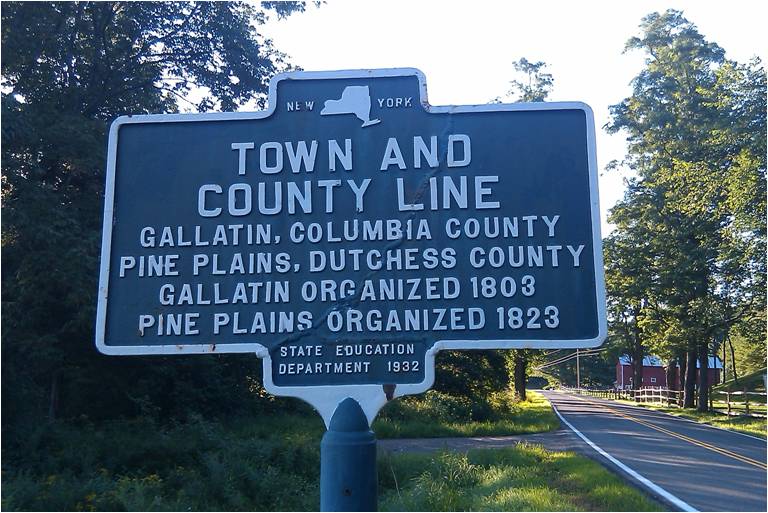 NEW YORK
TOWN AND
COUNTY LINE
GALLATIN, COLUMBIA COUNTY
PINE PLAINS, DUTCHESS COUNTY
GALLATIN ORGANIZED 1803
PINE PLAINS ORGANIZED 1823
STATE EDUCATION
DEPARTMENT 1932